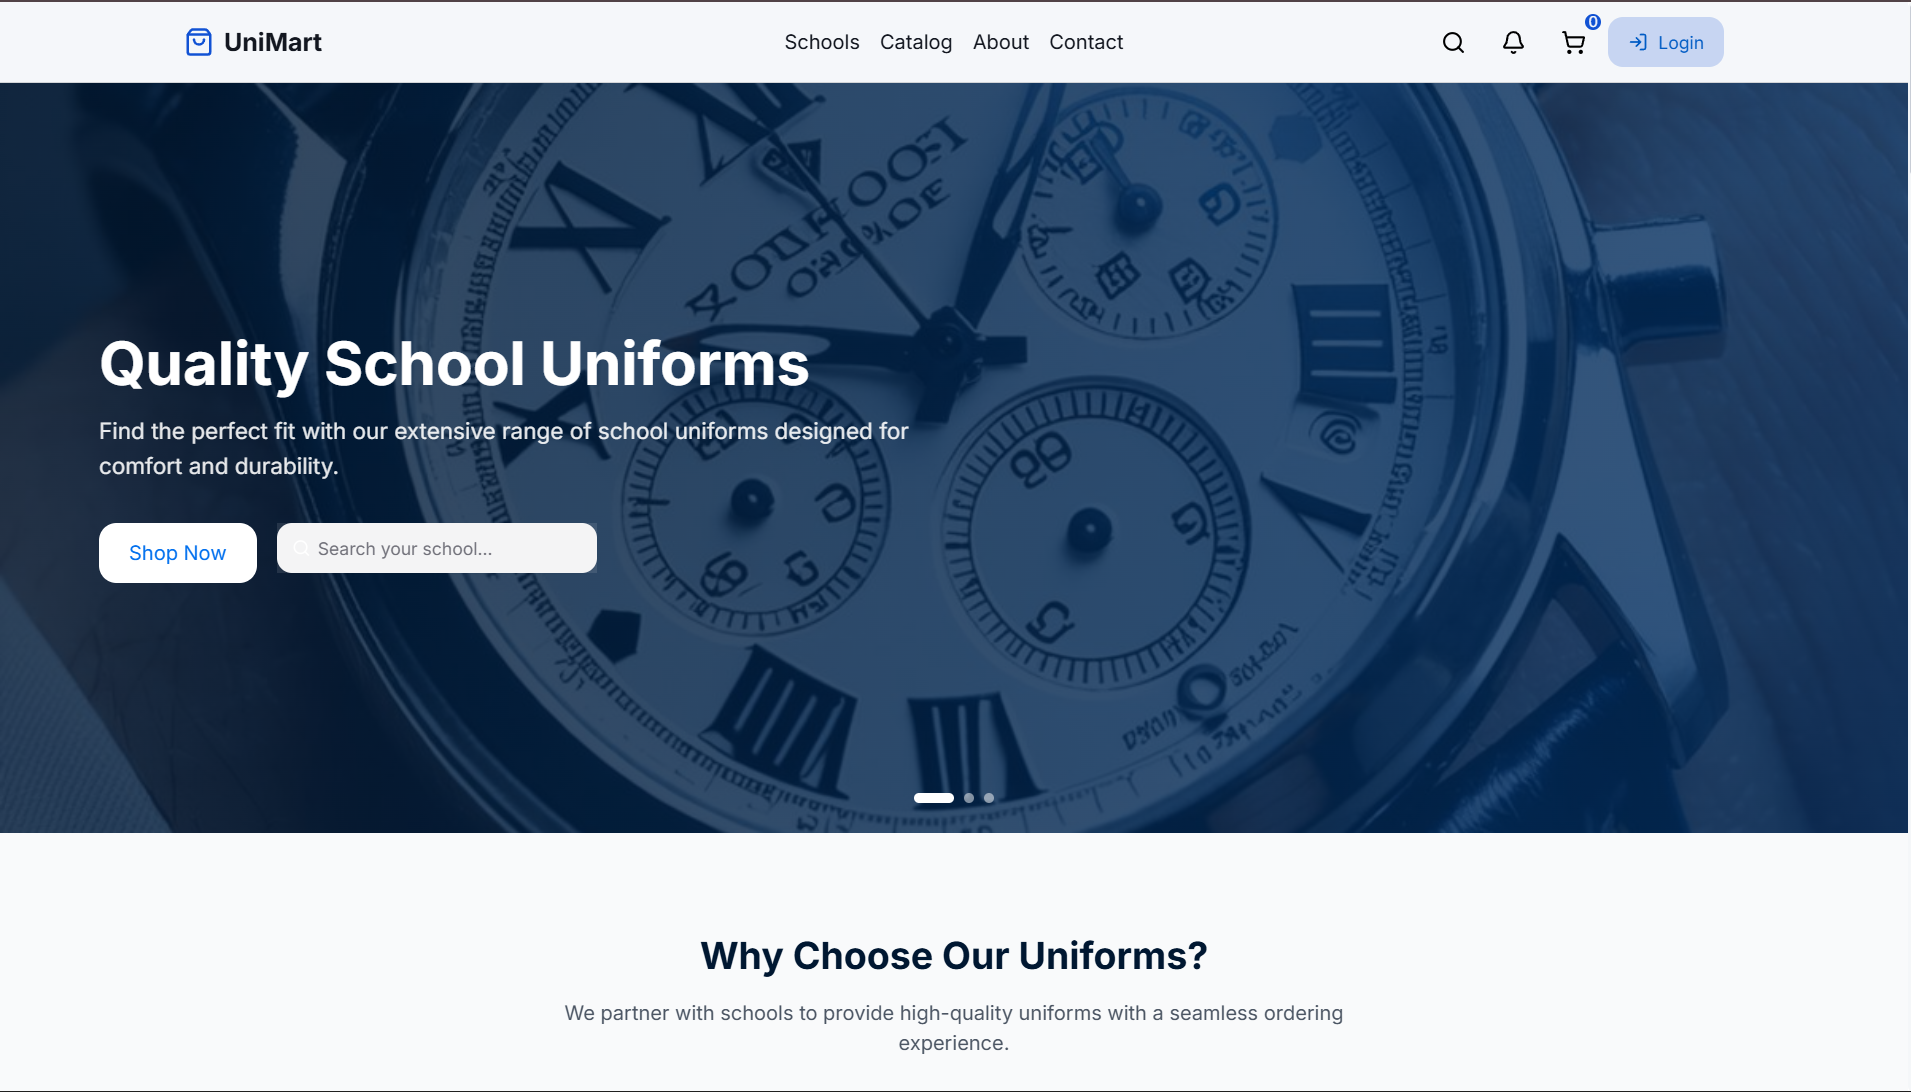 UniMart
Schools Catalog About Contact
0
Login
Quality School Uniforms
Find the perfect fit with our extensive range of school uniforms designed for
comfort and durability.
Shop Now
Search your school...
Why Choose Our Uniforms?
We partner with schools to provide high-quality uniforms with a seamless ordering
experience.